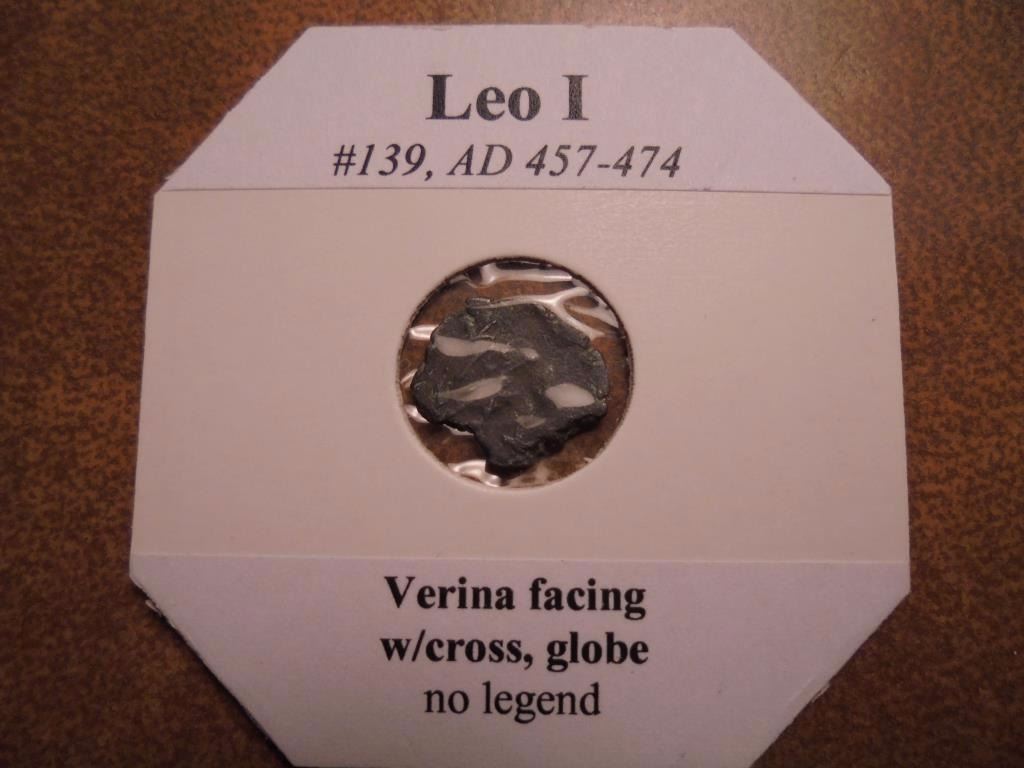 Leo I
#139, AD 457-474
Verina facing
w/cross, globe
no legend